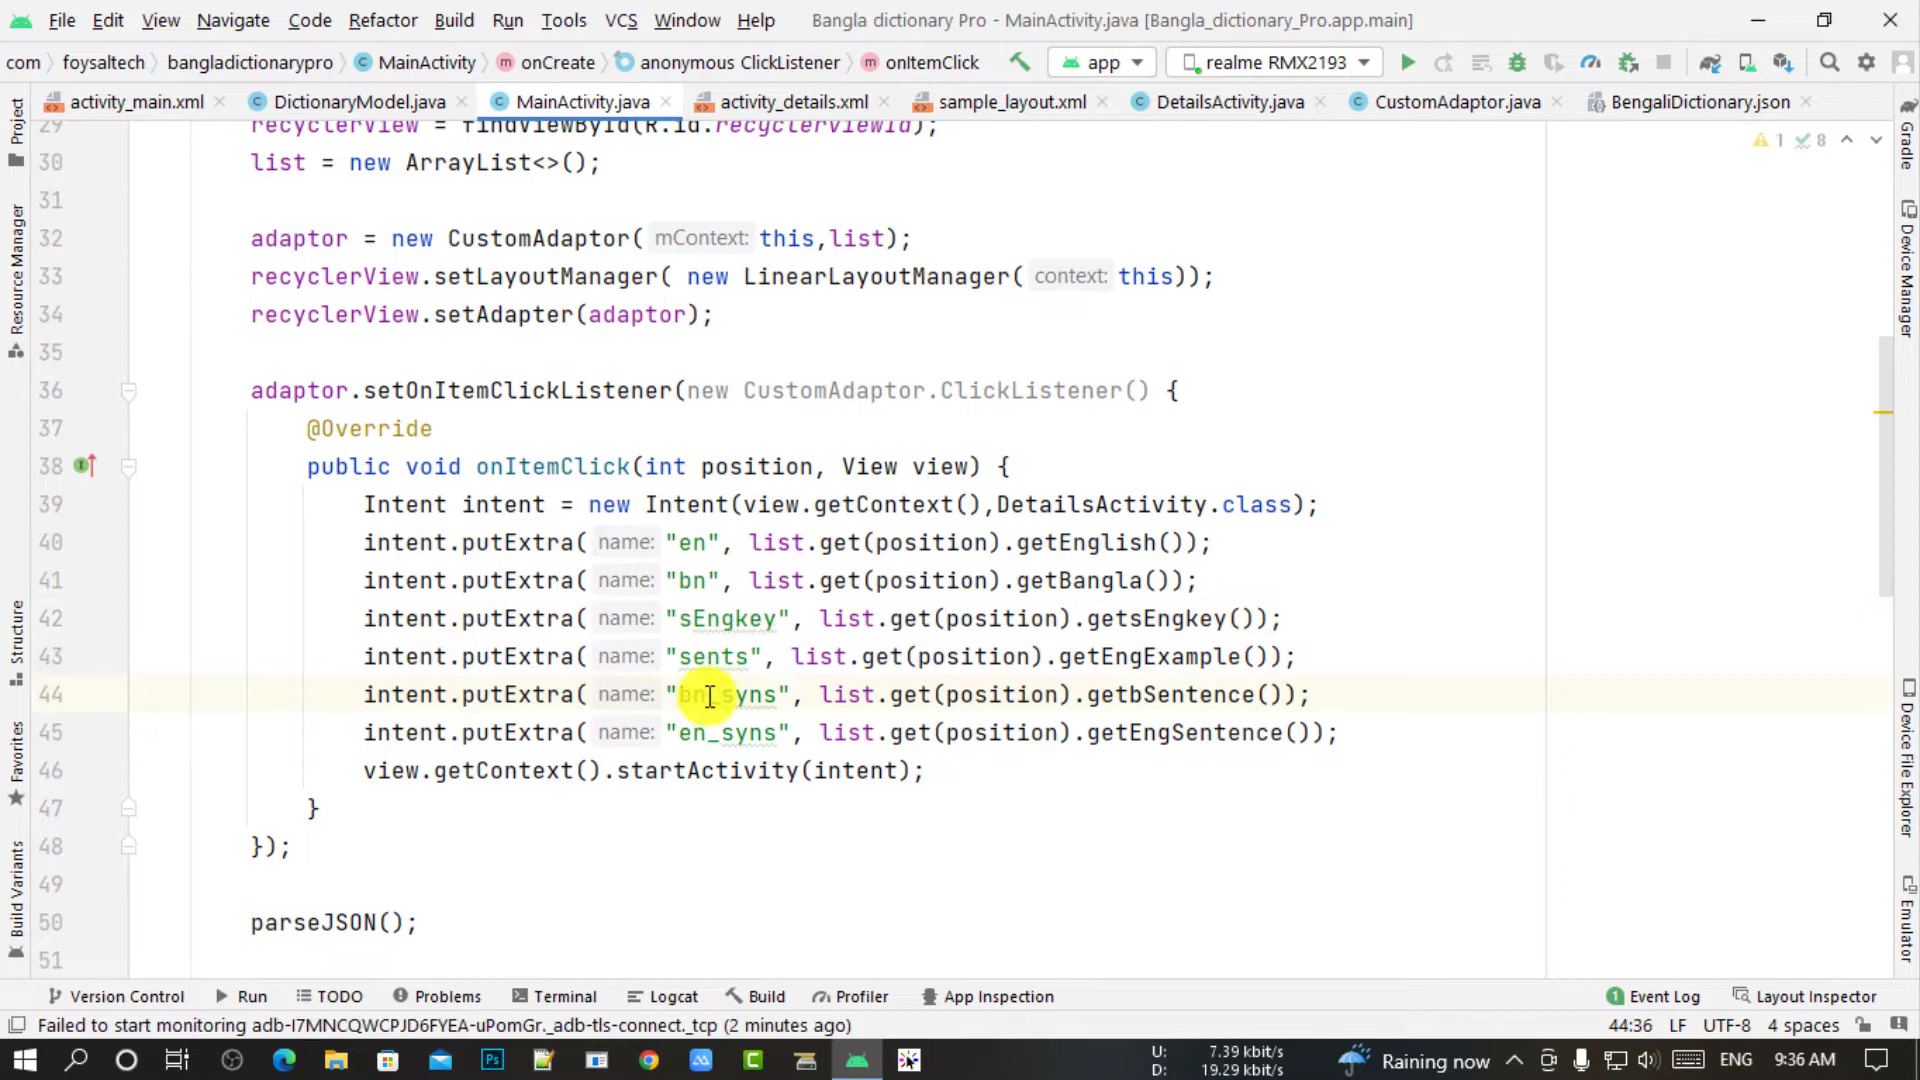 File Edit View Navigate Code Refactor Build Run Tools VCS Window Help Bangla dictionary Pro - MainActivity.java [Bangla_dictionary_Pro.app.main]
com foysaltech bangladictionarypro MainActivity onCreate anonymous ClickListener onItemClick app realme RMX2193
activity_main.xml DictionaryModel.java MainActivity.java activity_details.xml sample_layout.xml DetailsActivity.java CustomAdaptor.java BengaliDictionary.json
Project
Resource Manager
Structure
Favorites
Build Variants
29 recyclerView = findViewById(R.id.recyclerViewId);
1 8
30 list = new ArrayList<>();
31
32 adaptor = new CustomAdaptor( mContext: this,list);
33 recyclerView.setLayoutManager( new LinearLayoutManager( context: this));
34 recyclerView.setAdapter(adaptor);
35
36 adaptor.setOnItemClickListener(new CustomAdaptor.ClickListener() {
37 @Override
38 public void onItemClick(int position, View view) {
39 Intent intent = new Intent(view.getContext(),DetailsActivity.class);
40 intent.putExtra( name: "en", list.get(position).getEnglish());
41 intent.putExtra( name: "bn", list.get(position).getBangla());
42 intent.putExtra( name: "sEngkey", list.get(position).getsEngkey());
43 intent.putExtra( name: "sents", list.get(position).getEngExample());
44 intent.putExtra( name: "bn_syns", list.get(position).getbSentence());
45 intent.putExtra( name: "en_syns", list.get(position).getEngSentence());
46 view.getContext().startActivity(intent);
47 }
48 });
49
50 parseJSON();
51
Gradle
Device Manager
Device File Explorer
Emulator
Version Control Run TODO Problems Terminal Logcat Build Profiler App Inspection 1 Event Log Layout Inspector
Failed to start monitoring adb-I7MNCQWCPJD6FYEA-uPomGr._adb-tls-connect._tcp (2 minutes ago) 44:36 LF UTF-8 4 spaces
Ps C U: 7.39 kbit/s Raining now ENG 9:36 AM
D: 19.29 kbit/s